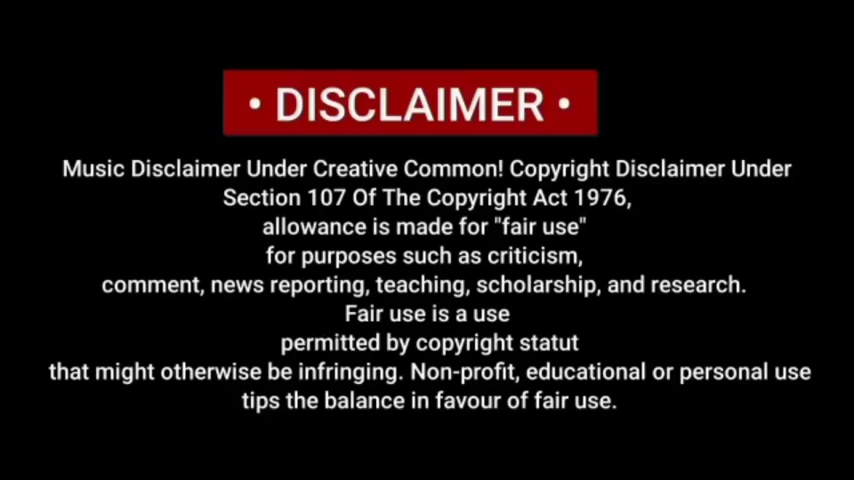 • DISCLAIMER •
Music Disclaimer Under Creative Common! Copyright Disclaimer Under
Section 107 Of The Copyright Act 1976,
allowance is made for "fair use"
for purposes such as criticism,
comment, news reporting, teaching, scholarship, and research.
Fair use is a use
permitted by copyright statut
that might otherwise be infringing. Non-profit, educational or personal use
tips the balance in favour of fair use.